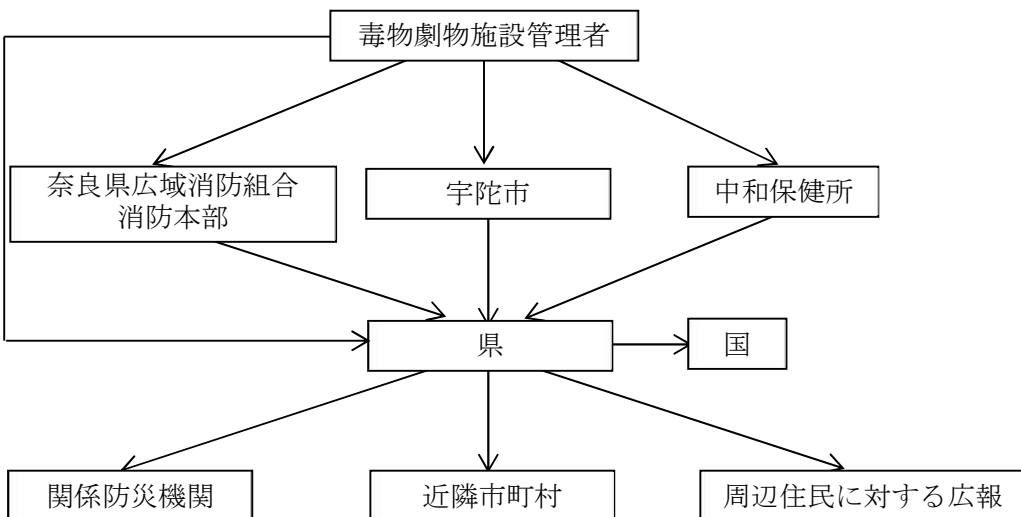 毒物劇物施設管理者
奈良県広域消防組合
消防本部
宇陀市
中和保健所
県
国
関係防災機関
近隣市町村
周辺住民に対する広報